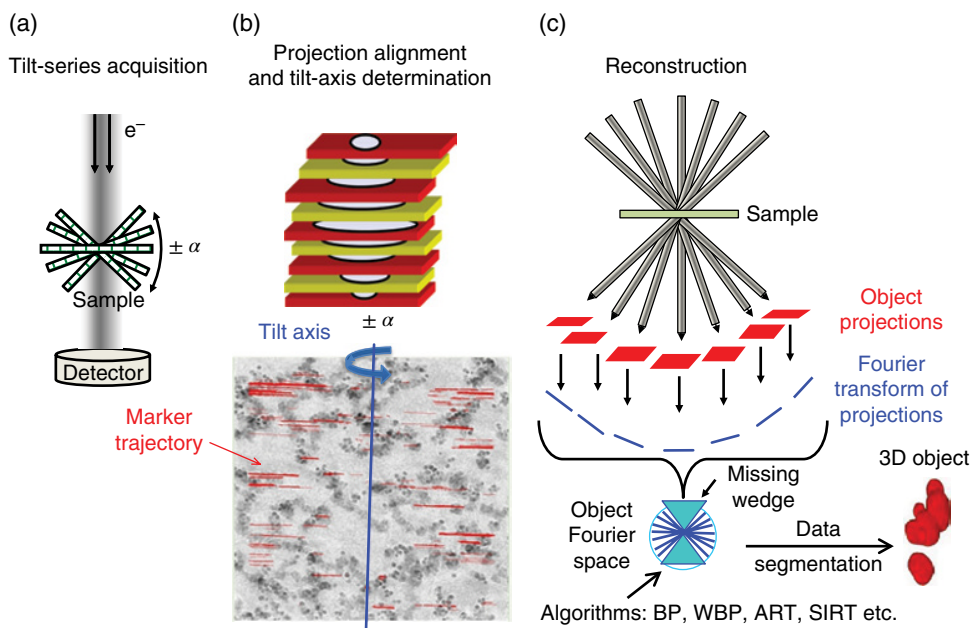 (a)
Tilt-series acquisition
e⁻
± α
Sample
Detector
(b)
Projection alignment
and tilt-axis determination
± α
Tilt axis
Marker
trajectory
(c)
Reconstruction
Sample
Object
projections
Fourier
transform of
projections
Missing
wedge
3D object
Object
Fourier
space
Data
segmentation
Algorithms: BP, WBP, ART, SIRT etc.